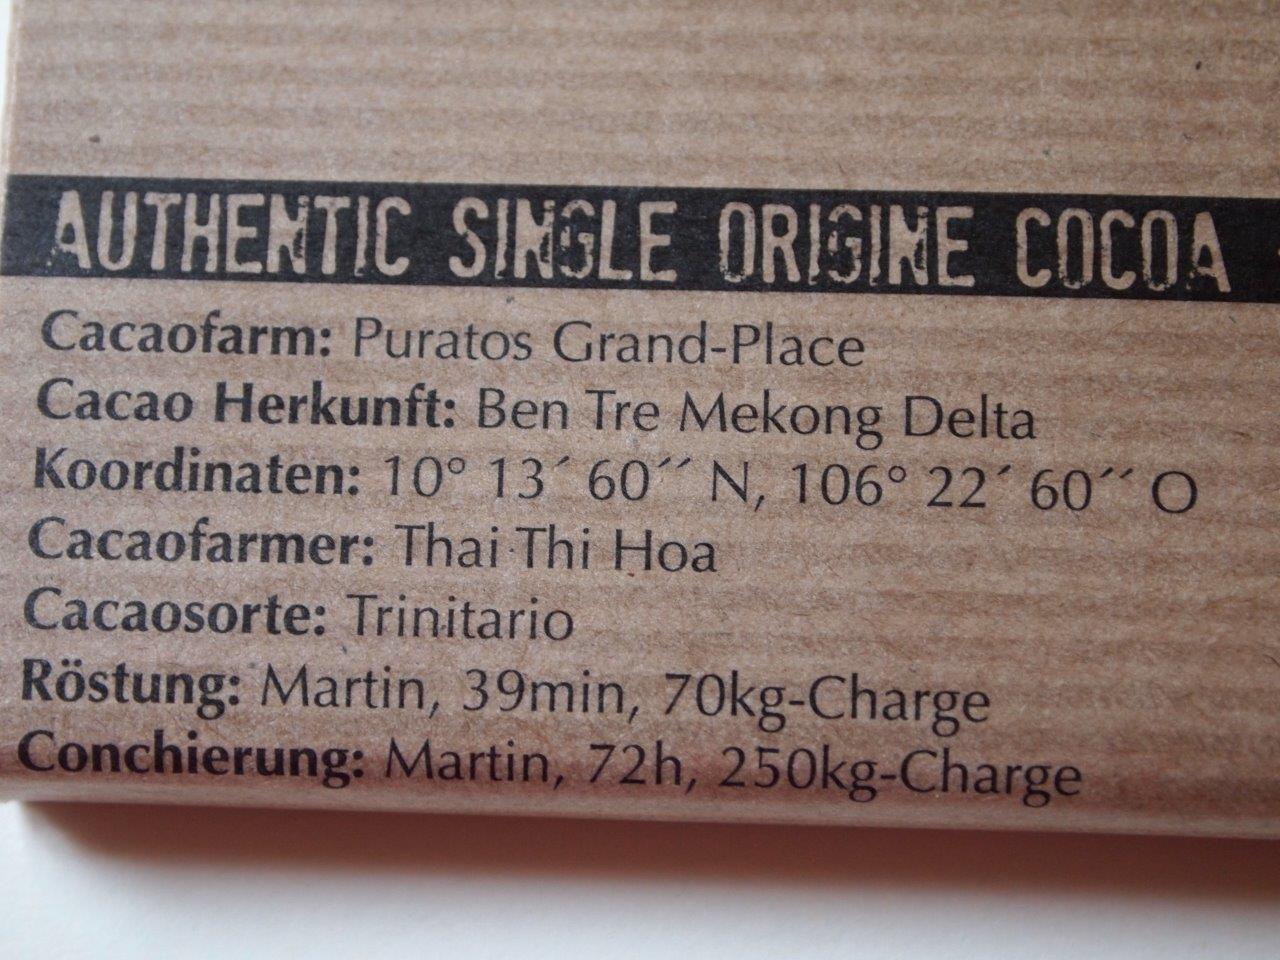 AUTHENTIC SINGLE ORIGINE COCOA
Cacaofarm: Puratos Grand-Place
Cacao Herkunft: Ben Tre Mekong Delta
Koordinaten: 10° 13´ 60´´ N, 106° 22´ 60´´ O
Cacaofarmer: Thai Thi Hoa
Cacaosorte: Trinitario
Röstung: Martin, 39min, 70kg-Charge
Conchierung: Martin, 72h, 250kg-Charge